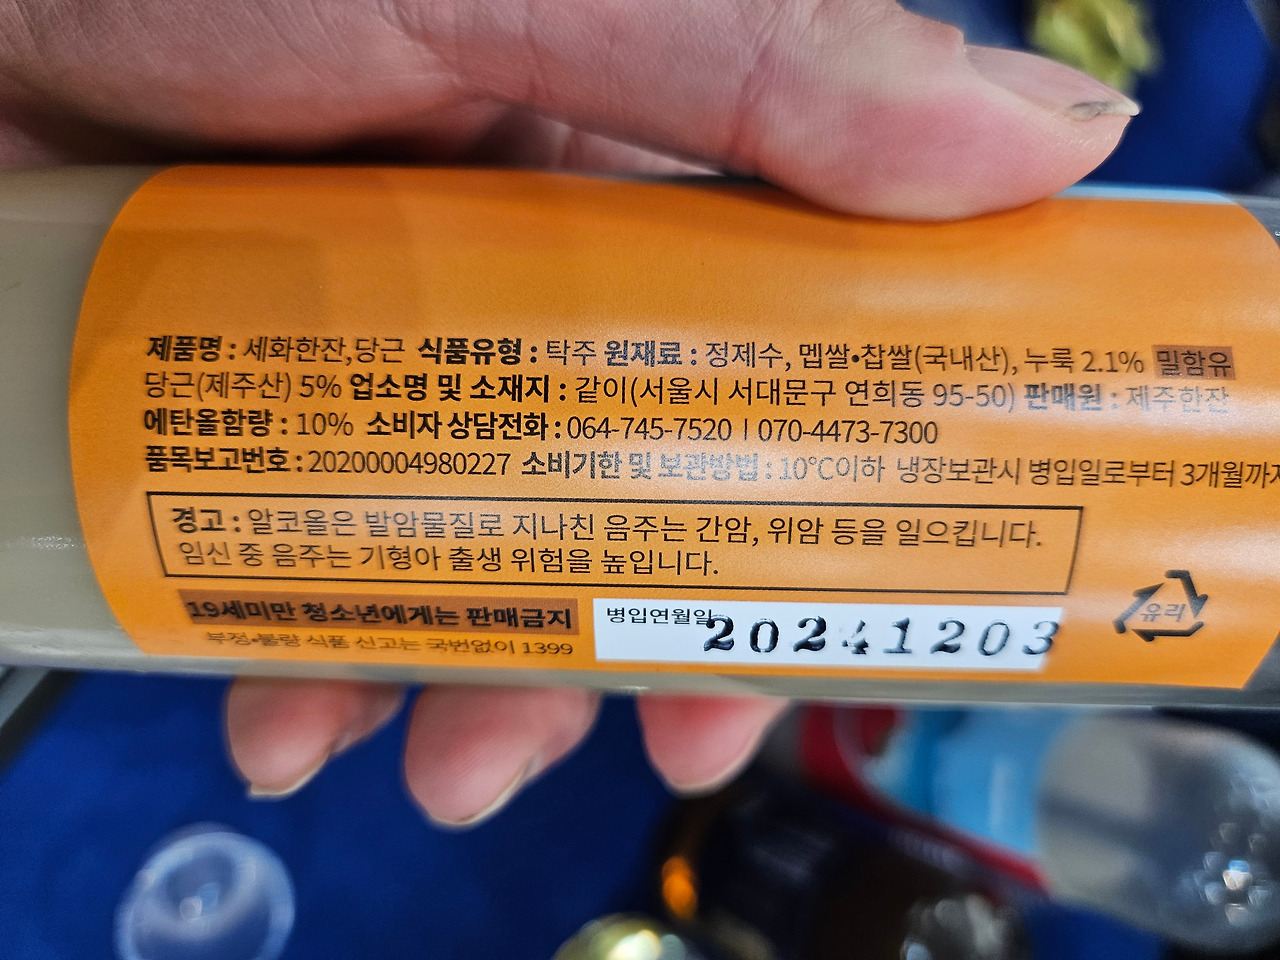 제품명 : 세화한잔,당근 식품유형 : 탁주 원재료 : 정제수, 멥쌀•찹쌀(국내산), 누룩 2.1% 밀함유
당근(제주산) 5% 업소명 및 소재지 : 같이(서울시 서대문구 연희동 95-50) 판매원 : 제주한잔
에탄올함량 : 10% 소비자 상담전화 : 064-745-7520 | 070-4473-7300
품목보고번호 : 20200004980227 소비기한 및 보관방법 : 10℃이하 냉장보관시 병입일로부터 3개월까지
경고 : 알코올은 발암물질로 지나친 음주는 간암, 위암 등을 일으킵니다.
임신 중 음주는 기형아 출생 위험을 높입니다.
19세미만 청소년에게는 판매금지
부정•불량 식품 신고는 국번없이 1399
병입연월일 20241203
유리